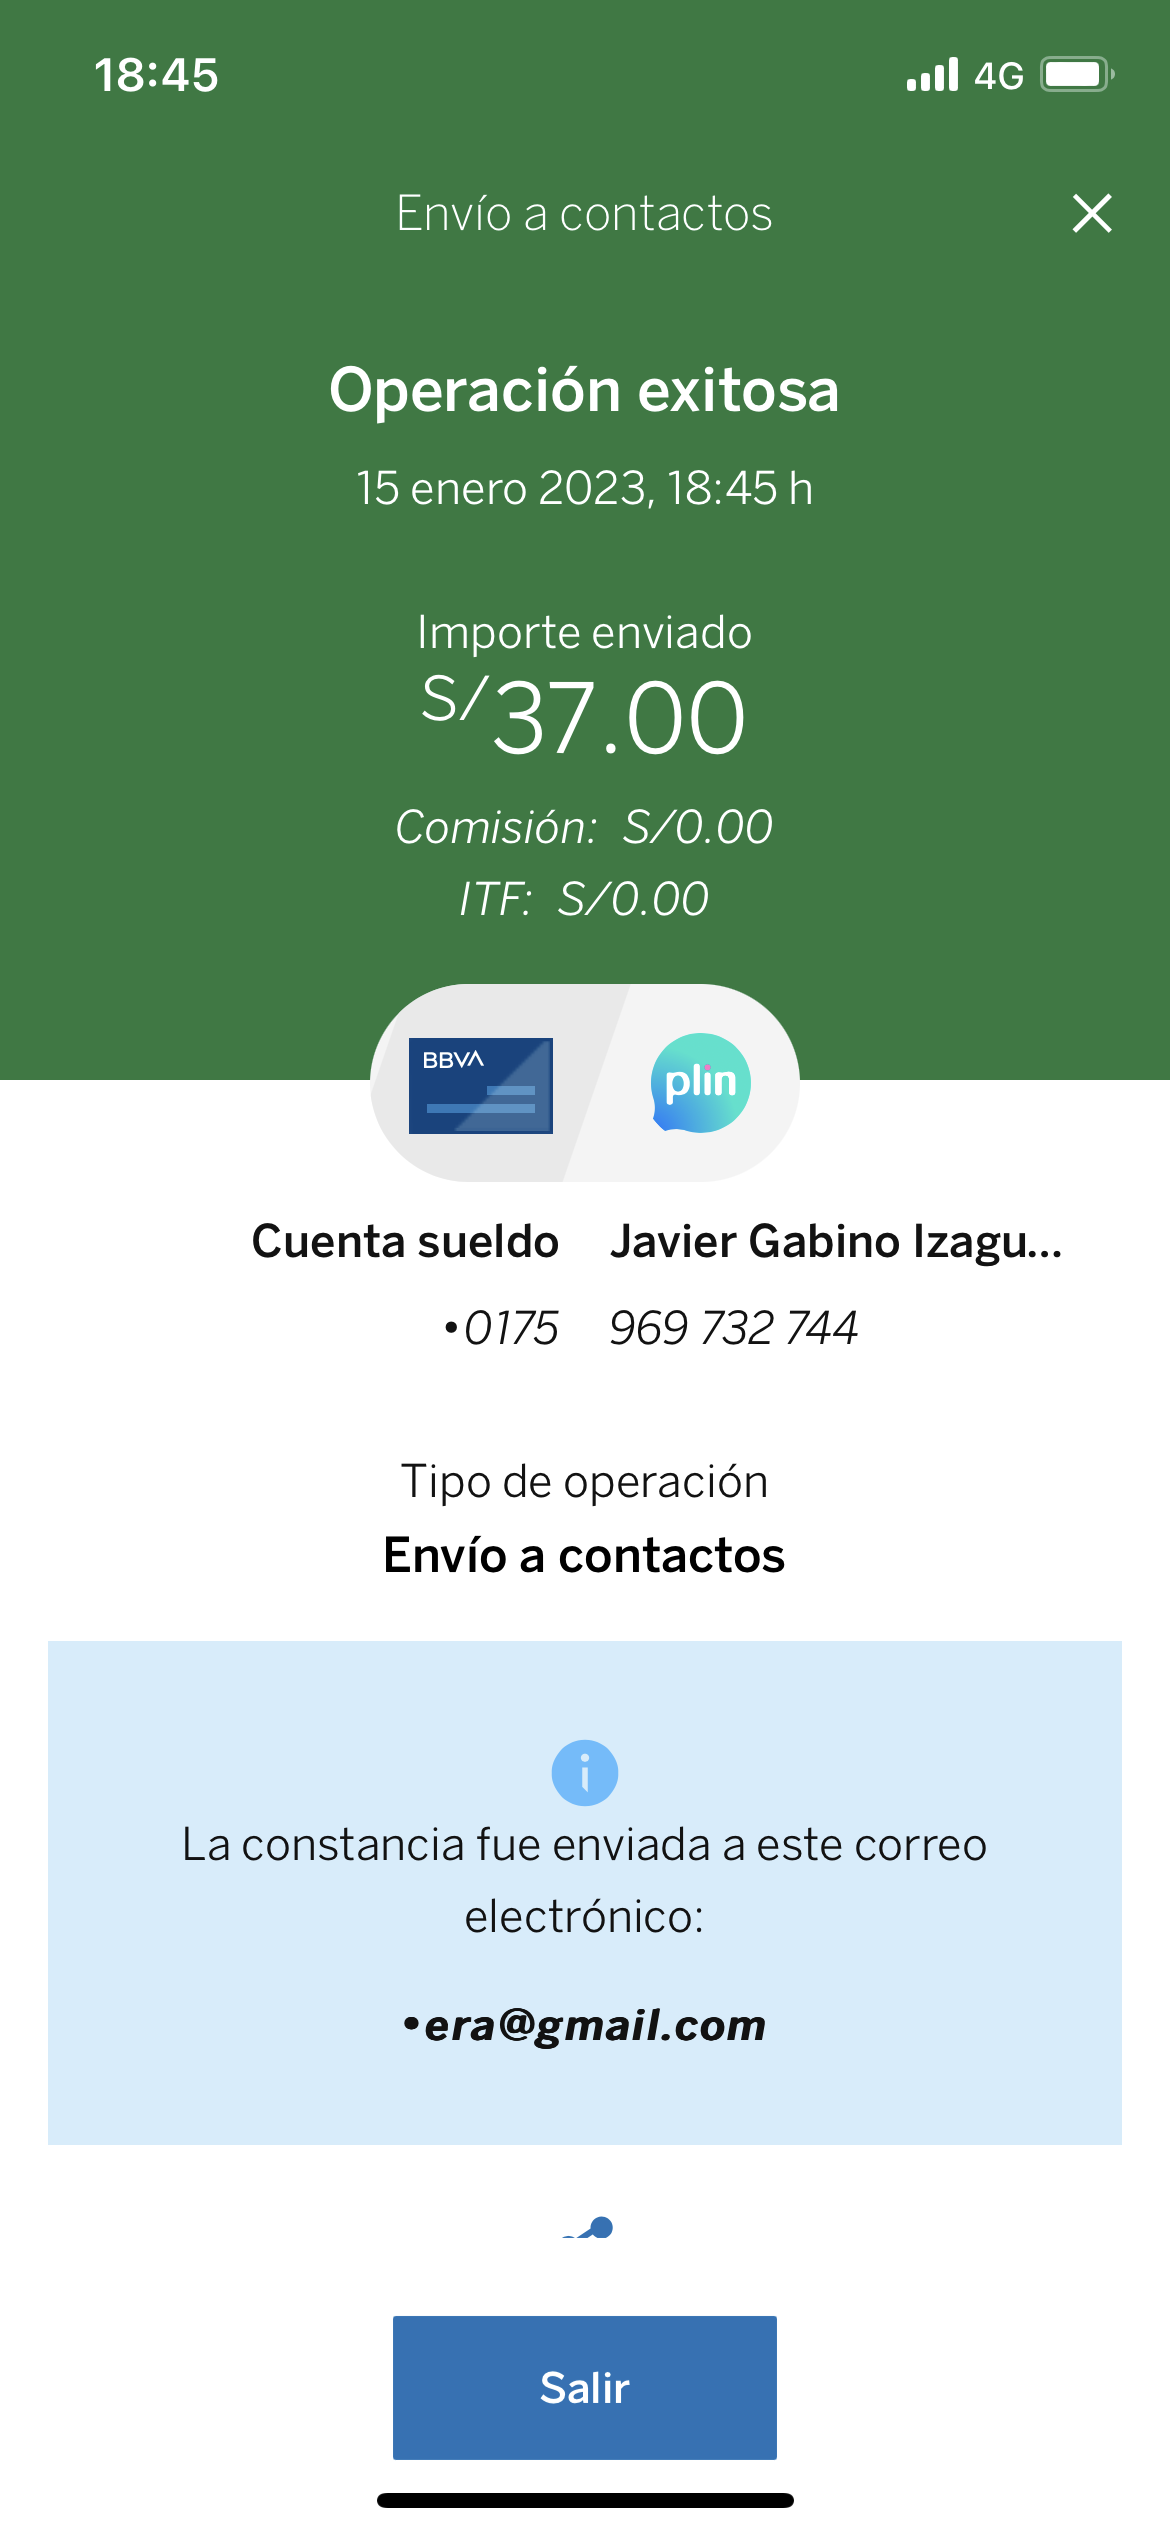 18:45
4G
Envío a contactos
Operación exitosa
15 enero 2023, 18:45 h
Importe enviado
S/37.00
Comisión: S/0.00
ITF: S/0.00
BBVA
plin
Cuenta sueldo
Javier Gabino Izagu...
•0175
969 732 744
Tipo de operación
Envío a contactos
La constancia fue enviada a este correo
electrónico:
•era@gmail.com
Salir